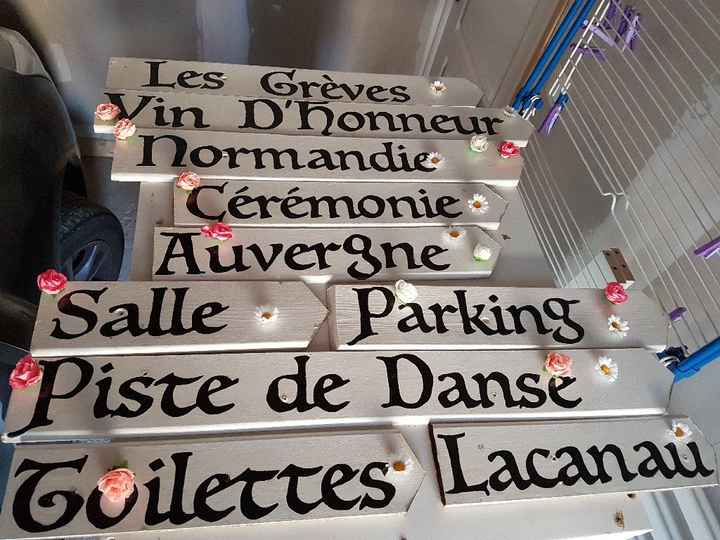 Les Grèves
Vin D'Honneur
Normandie
Cérémonie
Auvergne
Salle
Parking
Piste de Danse
Toilettes
Lacanau